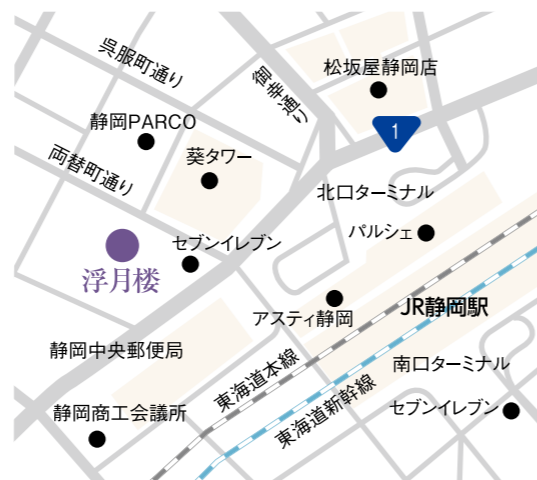 呉服町通り
御幸通り
松坂屋静岡店
静岡PARCO
1
両替町通り
葵タワー
北口ターミナル
パルシェ
セブンイレブン
浮月楼
アスティ静岡
JR静岡駅
静岡中央郵便局
東海道本線
南口ターミナル
東海道新幹線
セブンイレブン
静岡商工会議所